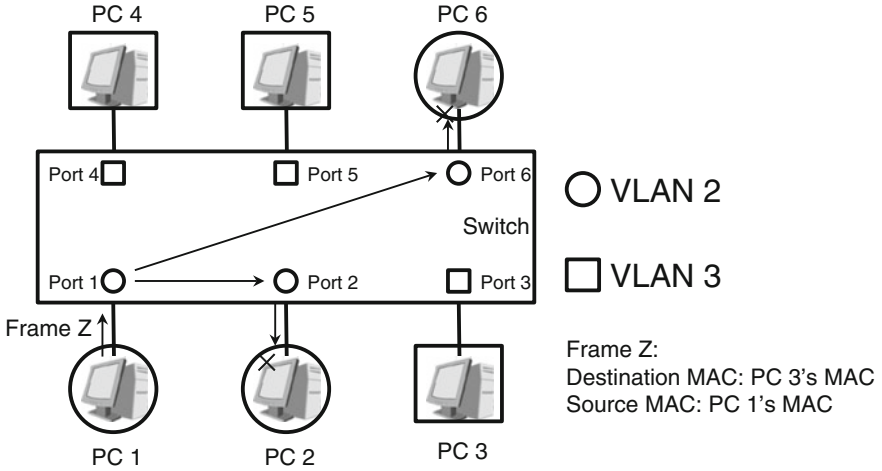 PC 4
PC 5
PC 6
Port 4
Port 5
Port 6
VLAN 2
Switch
Port 1
Port 2
Port 3
VLAN 3
Frame Z
Frame Z:
Destination MAC: PC 3's MAC
Source MAC: PC 1's MAC
PC 1
PC 2
PC 3